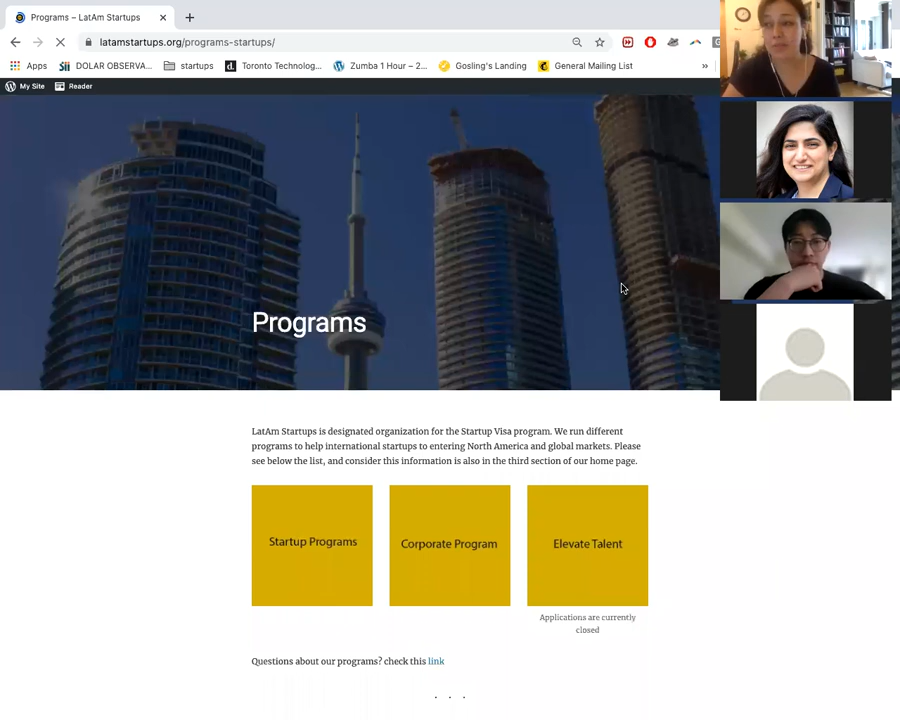 Programs – LatAm Startups
latamstartups.org/programs-startups/
Apps
DOLAR OBSERVA...
startups
Toronto Technolog...
Zumba 1 Hour – 2...
Gosling's Landing
General Mailing List
»
My Site
Reader
Programs
LatAm Startups is designated organization for the Startup Visa program. We run different
programs to help international startups to entering North America and global markets. Please
see below the list, and consider this information is also in the third section of our home page.
Startup Programs
Corporate Program
Elevate Talent
Applications are currently
closed
Questions about our programs? check this link
. . .